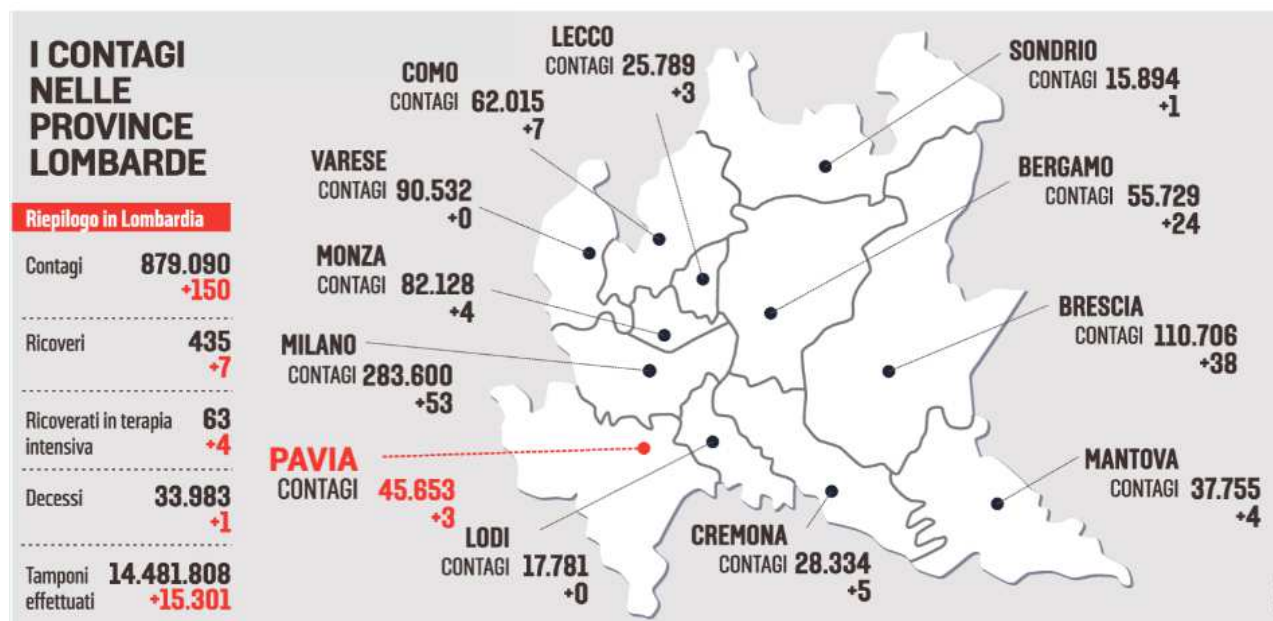 I CONTAGI
NELLE
PROVINCE
LOMBARDE
Riepilogo in Lombardia
Contagi 879.090
+150
Ricoveri 435
+7
Ricoverati in terapia intensiva 63
+4
Decessi 33.983
+1
Tamponi effettuati 14.481.808
+15.301
LECCO
CONTAGI 25.789
+3
COMO
CONTAGI 62.015
+7
VARESE
CONTAGI 90.532
+0
MONZA
CONTAGI 82.128
+4
MILANO
CONTAGI 283.600
+53
PAVIA
CONTAGI 45.653
+3
LODI
CONTAGI 17.781
+0
CREMONA
CONTAGI 28.334
+5
SONDRIO
CONTAGI 15.894
+1
BERGAMO
CONTAGI 55.729
+24
BRESCIA
CONTAGI 110.706
+38
MANTOVA
CONTAGI 37.755
+4